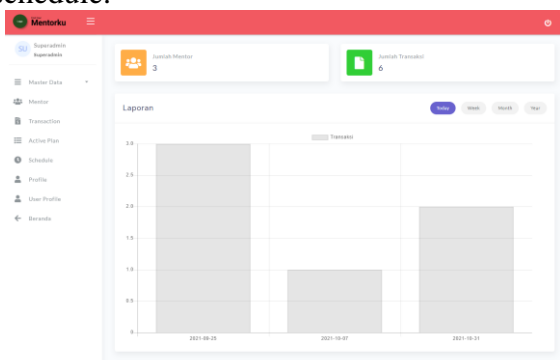 schedule.
Mentorku
SU
Superadmin
Superadmin
Jumlah Mentor
3
Jumlah Transaksi
6
Master Data
Mentor
Transaction
Active Plan
Schedule
Profile
User Profile
Beranda
Laporan
Today Week Month Year
Transaksi
3.0
2.5
2.0
1.5
1.0
0.5
0
2021-08-25 2021-10-07 2021-10-31